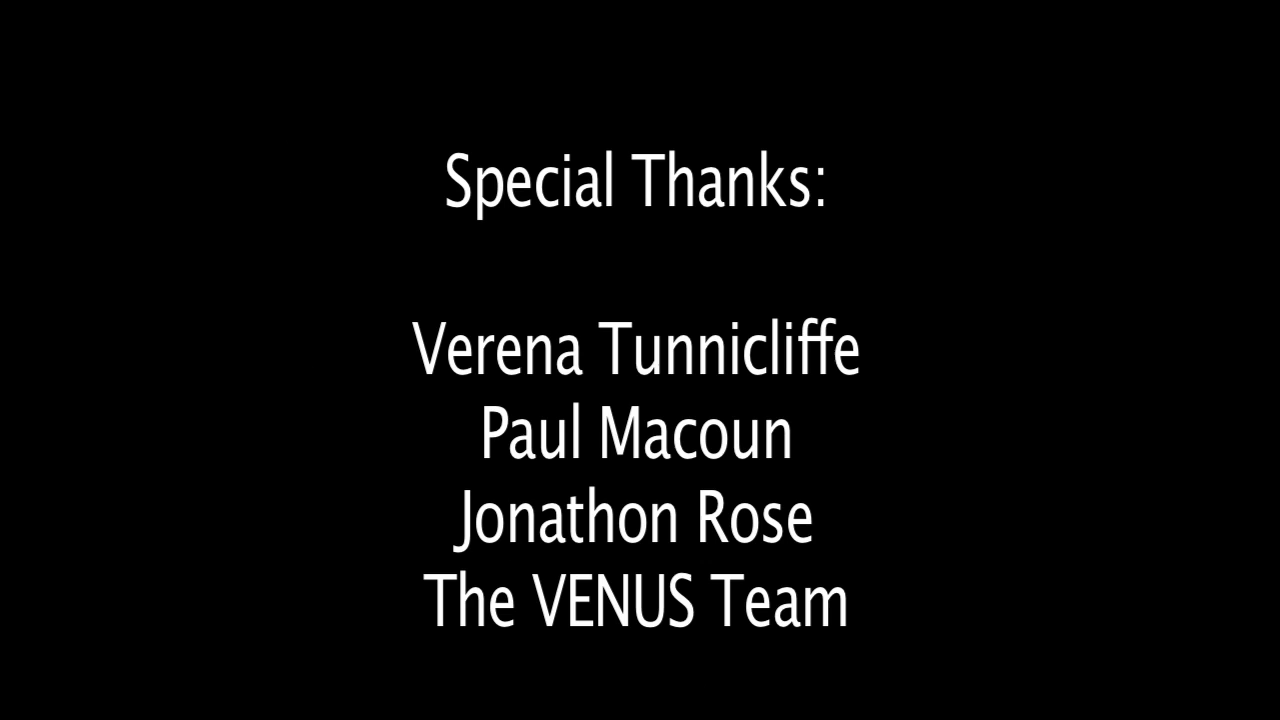 Special Thanks:
Verena Tunnicliffe
Paul Macoun
Jonathon Rose
The VENUS Team